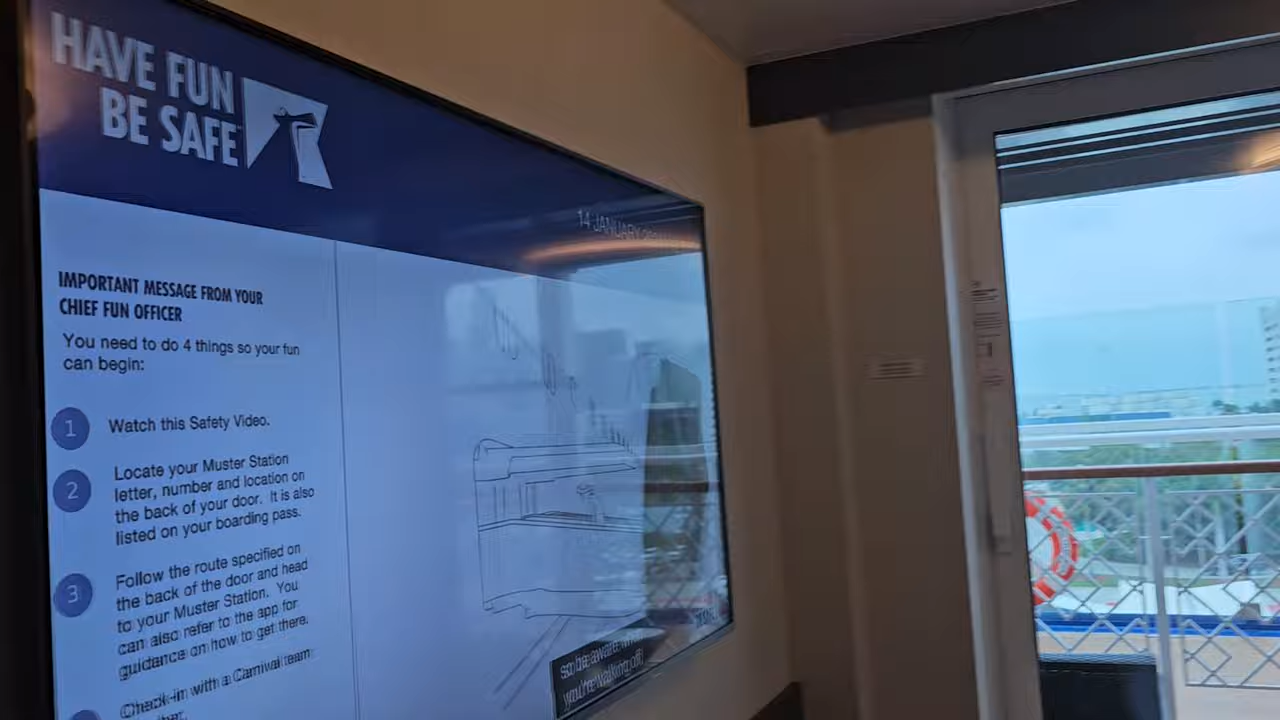 HAVE FUN
BE SAFE
14 JANUARY
IMPORTANT MESSAGE FROM YOUR
CHIEF FUN OFFICER
You need to do 4 things so your fun
can begin:
1
Watch this Safety Video.
2
Locate your Muster Station
letter, number and location on
the back of your door. It is also
listed on your boarding pass.
3
Follow the route specified on
the back of the door and head
to your Muster Station. You
can also refer to the app for
guidance on how to get there.
Check-in with a Carnival team